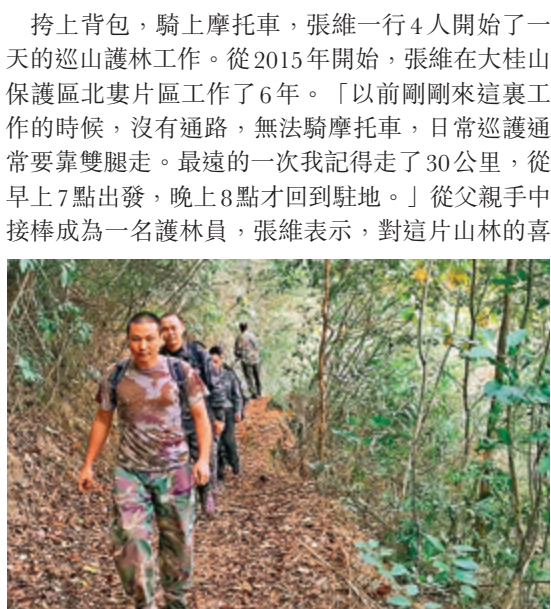 挎上背包，騎上摩托車，張維一行4人開始了一
天的巡山護林工作。從2015年開始，張維在大桂山
保護區北婁片區工作了6年。「以前剛剛來這裏工
作的時候，沒有通路，無法騎摩托車，日常巡護通
常要靠雙腿走。最遠的一次我記得走了30公里，從
早上7點出發，晚上8點才回到駐地。」從父親手中
接棒成為一名護林員，張維表示，對這片山林的喜